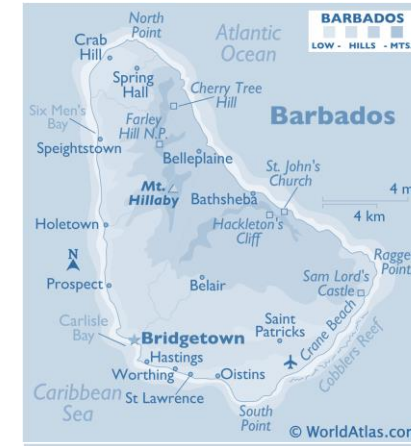 BARBADOS
LOW - HILLS - MTS
North
Point
Atlantic
Ocean
Crab
Hill
Spring
Hall
Cherry Tree
Hill
Six Men's
Bay
Farley
Hill N.P.
Barbados
Speightstown
Belleplaine
St. John's
Church
Mt.
Hillaby
Bathsheba
4 m
4 km
Hackleton's
Cliff
Holetown
N
Ragge
Point
Sam Lord's
Castle
Prospect
Belair
Carlisle
Bay
Saint
Patricks
Crane Beach
Cobblers Reef
Bridgetown
Hastings
Worthing
Oistins
St Lawrence
Caribbean
Sea
South
Point
© WorldAtlas.com